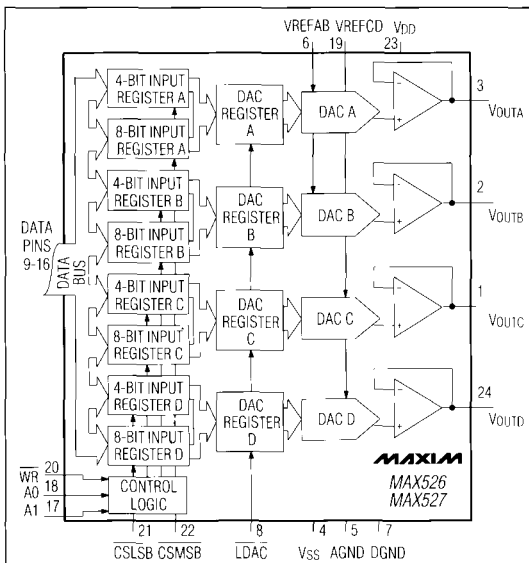 VREFAB VREFCD VDD
6 19 23
4-BIT INPUT
REGISTER A
8-BIT INPUT
REGISTER A
DAC
REGISTER
A
DAC A
-
+
3
VOUTA
4-BIT INPUT
REGISTER B
8-BIT INPUT
REGISTER B
DAC
REGISTER
B
DAC B
-
+
2
VOUTB
DATA
PINS
9-16
DATA
BUS
4-BIT INPUT
REGISTER C
8-BIT INPUT
REGISTER C
DAC
REGISTER
C
DAC C
-
+
1
VOUTC
4-BIT INPUT
REGISTER D
8-BIT INPUT
REGISTER D
DAC
REGISTER
D
DAC D
-
+
24
VOUTD
MAXIM
MAX526
MAX527
WR 20
A0 18
A1 17
CONTROL
LOGIC
21 22 8 4 5 7
CSLSB CSMSB LDAC VSS AGND DGND